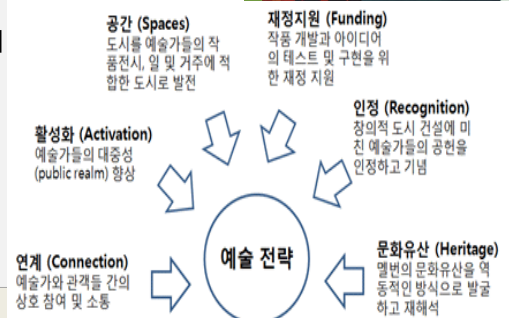 공간 (Spaces)
도시를 예술가들의 작
품전시, 일 및 거주에 적
합한 도시로 발전
재정지원 (Funding)
작품 개발과 아이디어
의 테스트 및 구현을 위
한 재정 지원
활성화 (Activation)
예술가들의 대중성
(public realm) 향상
인정 (Recognition)
창의적 도시 건설에 미
친 예술가들의 공헌을
인정하고 기념
예술 전략
연계 (Connection)
예술가와 관객들 간의
상호 참여 및 소통
문화유산 (Heritage)
멜번의 문화유산을 역
동적인 방식으로 발굴
하고 재해석